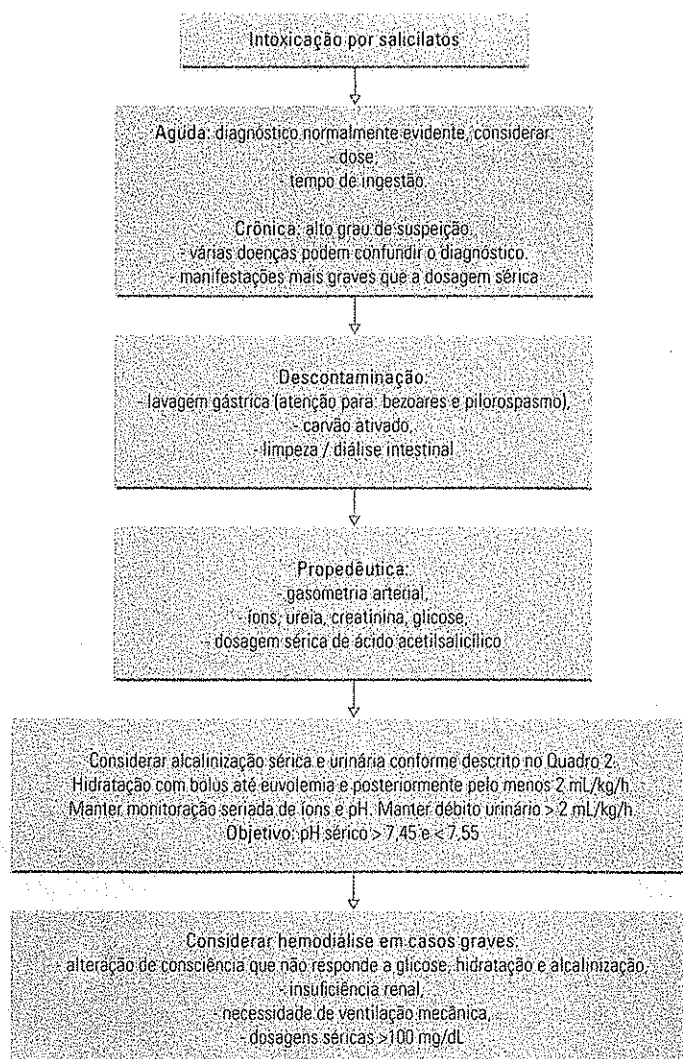 Intoxicação por salicilatos
Aguda: diagnóstico normalmente evidente, considerar:
- dose,
- tempo de ingestão
Crônica: alto grau de suspeição.
- várias doenças podem confundir o diagnóstico.
- manifestações mais graves que a dosagem sérica
Descontaminação:
- lavagem gástrica (atenção para: bezoares e pilorospasmo),
- carvão ativado,
- limpeza / diálise intestinal
Propedêutica:
- gasometria arterial,
- íons, ureia, creatinina, glicose,
- dosagem sérica de ácido acetilsalicílico
Considerar alcalinização sérica e urinária conforme descrito no Quadro 2.
Hidratação com bolus até euvolemia e posteriormente pelo menos 2 mL/kg/h
Manter monitoração seriada de íons e pH. Manter débito urinário > 2 mL/kg/h
Objetivo: pH sérico > 7,45 e < 7,55
Considerar hemodiálise em casos graves:
- alteração de consciência que não responde a glicose, hidratação e alcalinização,
- insuficiência renal,
- necessidade de ventilação mecânica,
- dosagens séricas >100 mg/dL